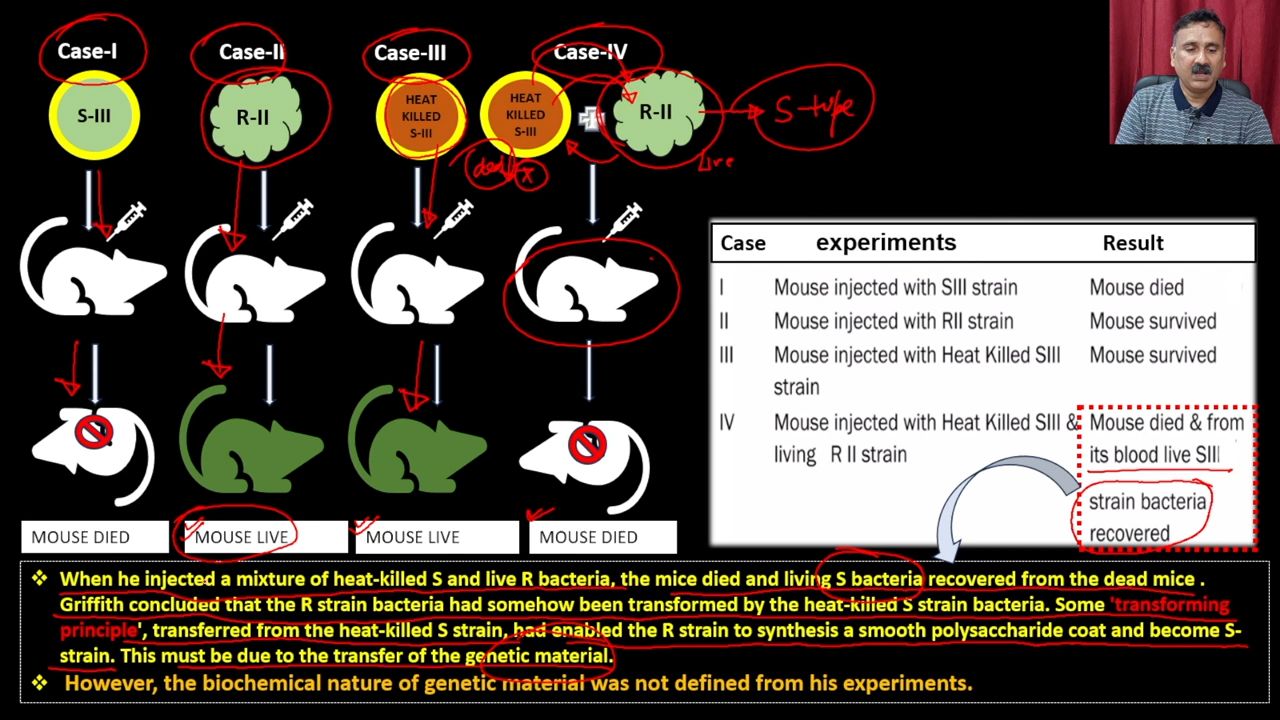 Case-I
Case-II
Case-III
Case-IV
S-III
R-II
HEAT
KILLED
S-III
HEAT
KILLED
S-III
R-II
S type
dead
x
Live
Case experiments Result
I Mouse injected with SIII strain Mouse died
II Mouse injected with RII strain Mouse survived
III Mouse injected with Heat Killed SIII Mouse survived
strain
IV Mouse injected with Heat Killed SIII & Mouse died & from
living R II strain its blood live SIII
strain bacteria
recovered
MOUSE DIED
MOUSE LIVE
MOUSE LIVE
MOUSE DIED
❖ When he injected a mixture of heat-killed S and live R bacteria, the mice died and living S bacteria recovered from the dead mice .
Griffith concluded that the R strain bacteria had somehow been transformed by the heat-killed S strain bacteria. Some 'transforming
principle', transferred from the heat-killed S strain, had enabled the R strain to synthesis a smooth polysaccharide coat and become S-
strain. This must be due to the transfer of the genetic material.
❖ However, the biochemical nature of genetic material was not defined from his experiments.